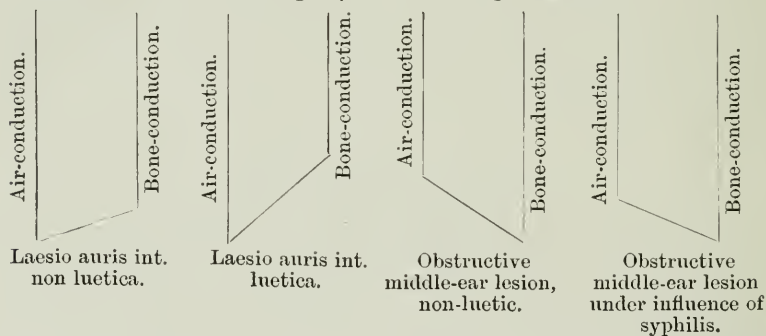 Air-conduction.
Bone-conduction.
Air-conduction.
Bone-conduction.
Air-conduction.
Bone-conduction.
Air-conduction.
Bone-conduction.
Laesio auris int.
non luetica.
Laesio auris int.
luetica.
Obstructive
middle-ear lesion,
non-luetic.
Obstructive
middle-ear lesion
under influence of
syphilis.